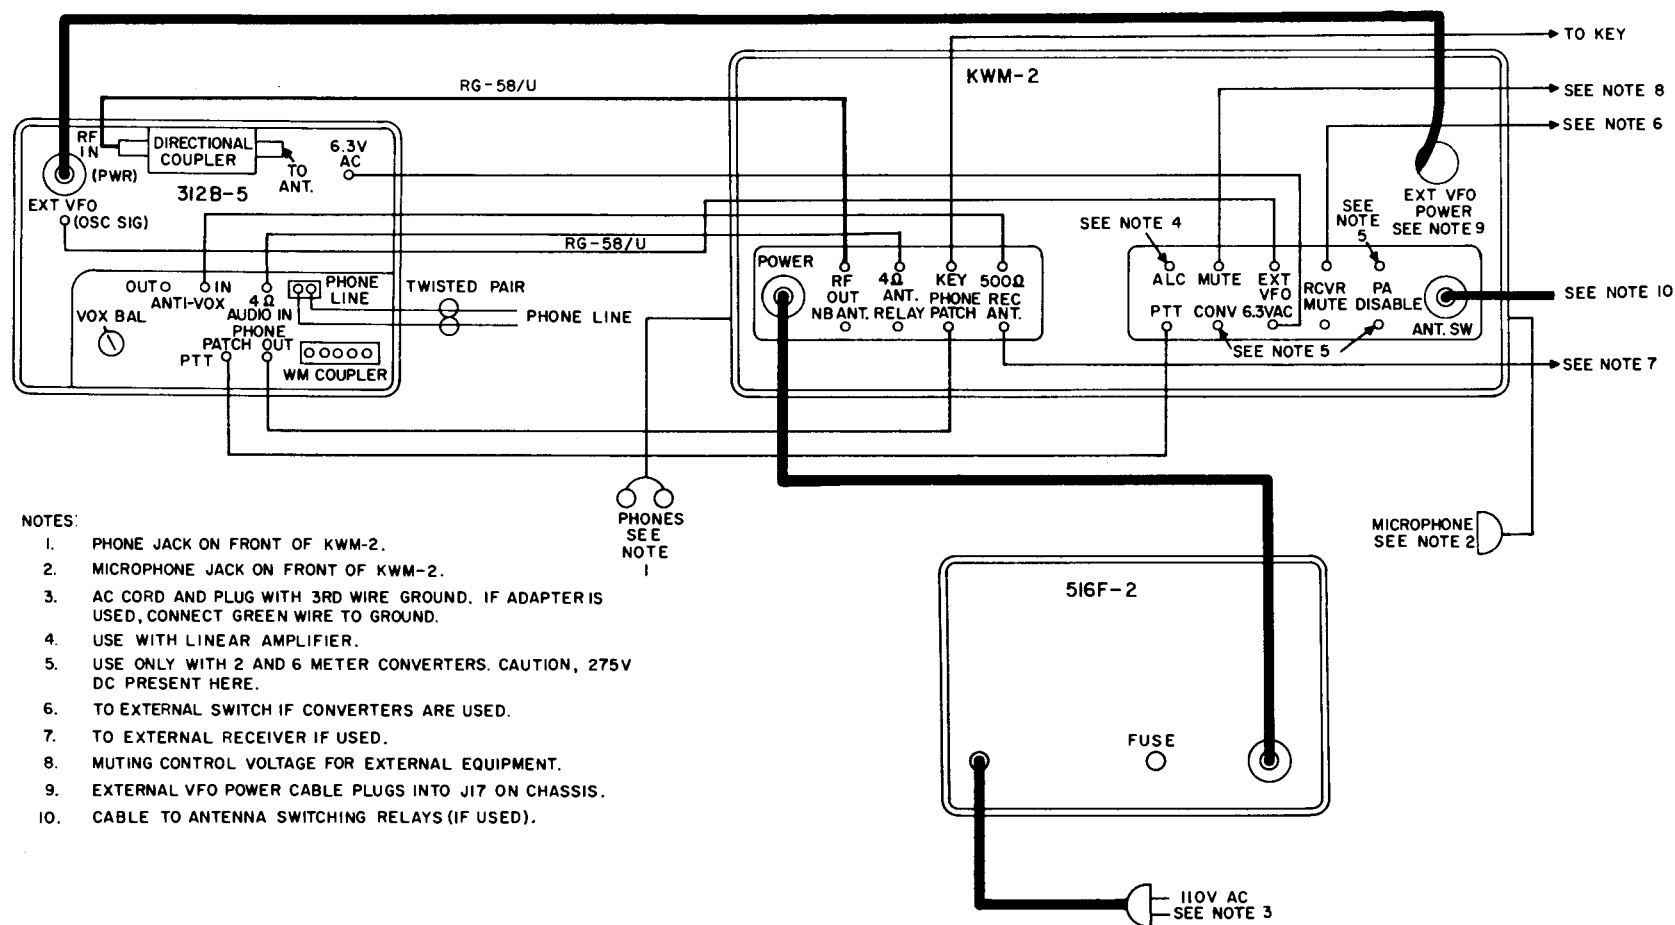 TO KEY
KWM-2
RG-58/U
SEE NOTE 8
SEE NOTE 6
RF
IN
DIRECTIONAL
COUPLER
6.3V
AC
(PWR)
TO
ANT.
312B-5
EXT VFO
(OSC SIG)
EXT VFO
POWER
SEE NOTE 9
SEE
NOTE
5
SEE NOTE 4
RG-58/U
POWER
RF
OUT
4Ω
KEY
500Ω
ANT.
RELAY
PHONE
PATCH
REC
ANT.
NB ANT.
ALC
MUTE
EXT
VFO
RCVR
MUTE
PA
DISABLE
PTT
CONV
6.3VAC
ANT. SW
SEE NOTE 10
SEE NOTE 5
SEE NOTE 7
OUT
IN
ANTI-VOX
4Ω
AUDIO IN
PHONE
LINE
TWISTED PAIR
PHONE LINE
VOX BAL
PHONE
PATCH OUT
PTT
WM COUPLER
PHONES
SEE
NOTE
1
MICROPHONE
SEE NOTE 2
NOTES:
1. PHONE JACK ON FRONT OF KWM-2.
2. MICROPHONE JACK ON FRONT OF KWM-2.
3. AC CORD AND PLUG WITH 3RD WIRE GROUND. IF ADAPTER IS
USED, CONNECT GREEN WIRE TO GROUND.
4. USE WITH LINEAR AMPLIFIER.
5. USE ONLY WITH 2 AND 6 METER CONVERTERS. CAUTION, 275V
DC PRESENT HERE.
6. TO EXTERNAL SWITCH IF CONVERTERS ARE USED.
7. TO EXTERNAL RECEIVER IF USED.
8. MUTING CONTROL VOLTAGE FOR EXTERNAL EQUIPMENT.
9. EXTERNAL VFO POWER CABLE PLUGS INTO J17 ON CHASSIS.
10. CABLE TO ANTENNA SWITCHING RELAYS (IF USED).
516F-2
FUSE
110V AC
SEE NOTE 3